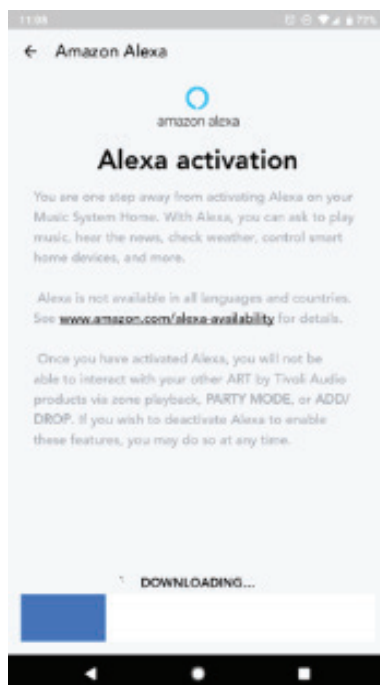 11:98
77%
← Amazon Alexa
amazon alexa
Alexa activation
You are one step away from activating Alexa on your
Music System Home. With Alexa, you can ask to play
music, hear the news, check weather, control smart
home devices, and more.
Alexa is not available in all languages and countries.
See www.amazon.com/alexa-availability for details.
Once you have activated Alexa, you will not be
able to interact with your other ART by Tivoli Audio
products via zone playback, PARTY MODE, or ADD/
DROP. If you wish to deactivate Alexa to enable
these features, you may do so at any time.
DOWNLOADING...